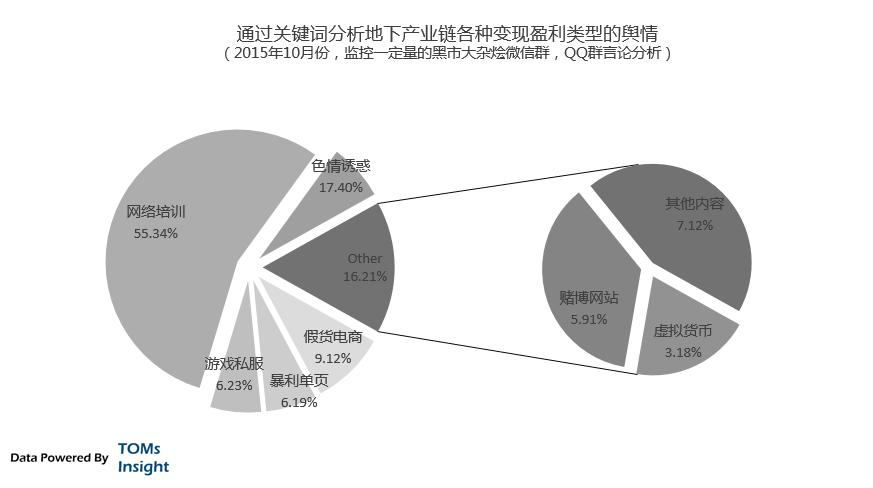 通过关键词分析地下产业链各种变现盈利类型的舆情
（2015年10月份，监控一定量的黑市大杂烩微信群，QQ群言论分析）
色情诱惑
17.40%
网络培训
55.34%
Other
16.21%
假货电商
9.12%
游戏私服
6.23%
暴利单页
6.19%
其他内容
7.12%
赌博网站
5.91%
虚拟货币
3.18%
Data Powered By
TOMs
Insight